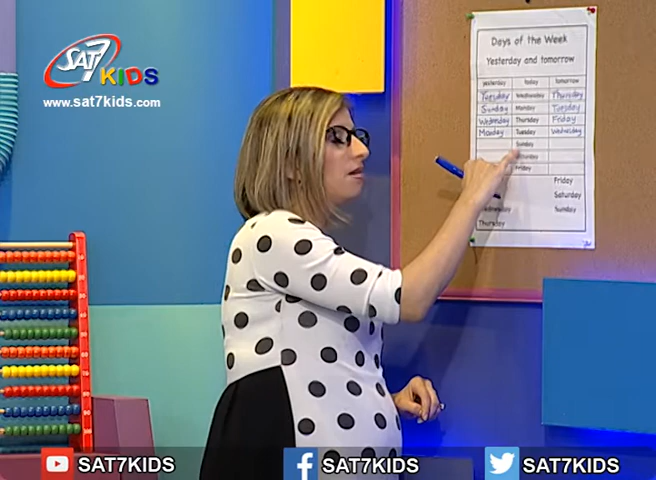 SAT7
KIDS
www.sat7kids.com
Days of the Week
Yesterday and tomorrow
yesterday today tomorrow
Tuesday Wednesday Thursday
Sunday Monday Tuesday
Wednesday Thursday Friday
Monday Tuesday Wednesday
Sunday
Friday
Friday
Saturday
Sunday
Thursday
SAT7KIDS SAT7KIDS SAT7KIDS